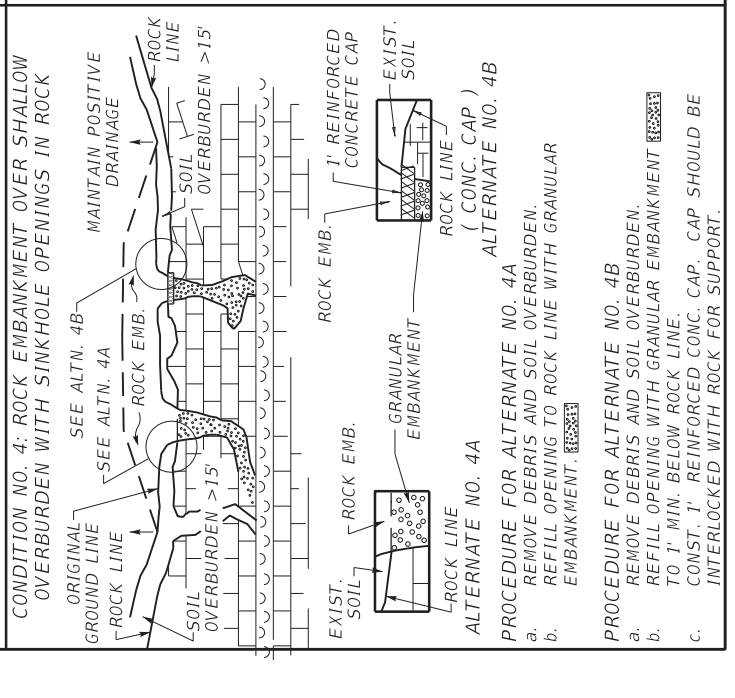 CONDITION NO. 4: ROCK EMBANKMENT OVER SHALLOW
OVERBURDEN WITH SINKHOLE OPENINGS IN ROCK
ORIGINAL
GROUND LINE
ROCK LINE
SEE ALTN. 4B
SEE ALTN. 4A
ROCK EMB.
MAINTAIN POSITIVE
DRAINAGE
ROCK
LINE
SOIL
OVERBURDEN >15'
SOIL
OVERBURDEN >15'
EXIST.
SOIL
ROCK EMB.
ROCK LINE
ALTERNATE NO. 4A
GRANULAR
EMBANKMENT
ROCK EMB.
1' REINFORCED
CONCRETE CAP
EXIST.
SOIL
ROCK LINE
( CONC. CAP )
ALTERNATE NO. 4B
PROCEDURE FOR ALTERNATE NO. 4A
a. REMOVE DEBRIS AND SOIL OVERBURDEN.
b. REFILL OPENING TO ROCK LINE WITH GRANULAR
EMBANKMENT.
PROCEDURE FOR ALTERNATE NO. 4B
a. REMOVE DEBRIS AND SOIL OVERBURDEN.
b. REFILL OPENING WITH GRANULAR EMBANKMENT
TO 1' MIN. BELOW ROCK LINE.
c. CONST. 1' REINFORCED CONC. CAP. CAP SHOULD BE
INTERLOCKED WITH ROCK FOR SUPPORT.